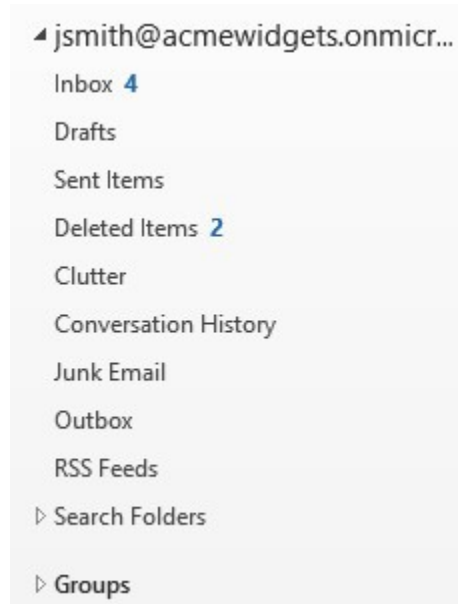 jsmith@acmewidgets.onmicr...
Inbox 4
Drafts
Sent Items
Deleted Items 2
Clutter
Conversation History
Junk Email
Outbox
RSS Feeds
Search Folders
Groups